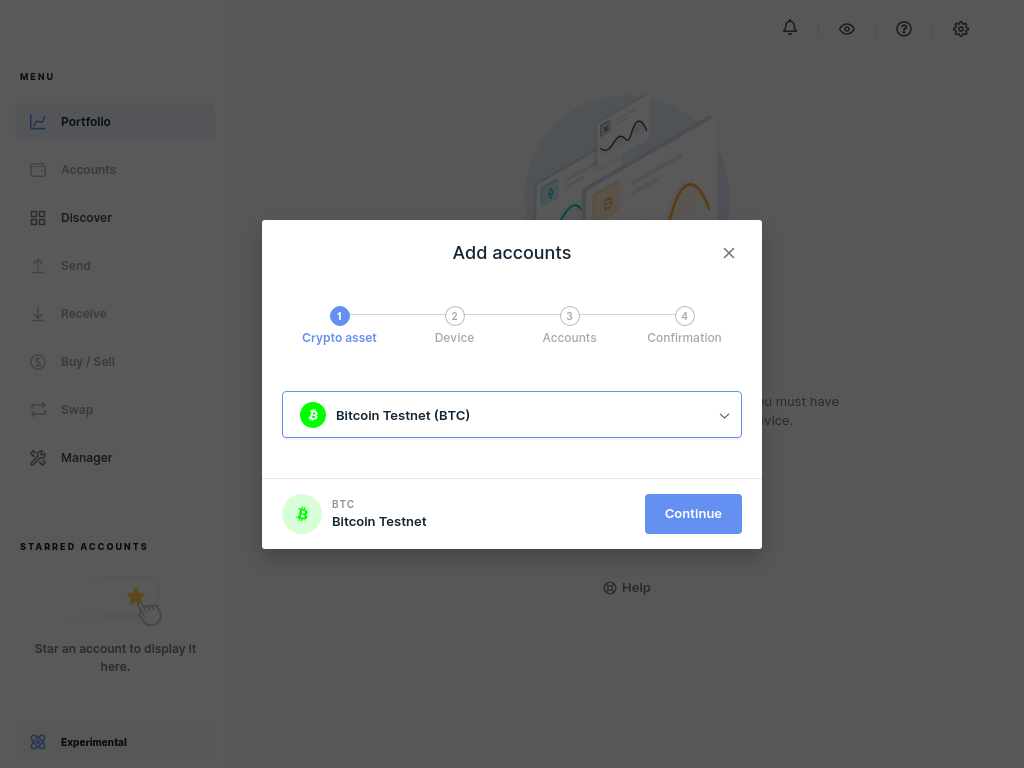 MENU
Portfolio
Accounts
Discover
Send
Receive
Buy / Sell
Swap
Manager
STARRED ACCOUNTS
Star an account to display it
here.
Experimental
Add accounts
1
2
3
4
Crypto asset
Device
Accounts
Confirmation
Bitcoin Testnet (BTC)
BTC
Bitcoin Testnet
Continue
must have
Help